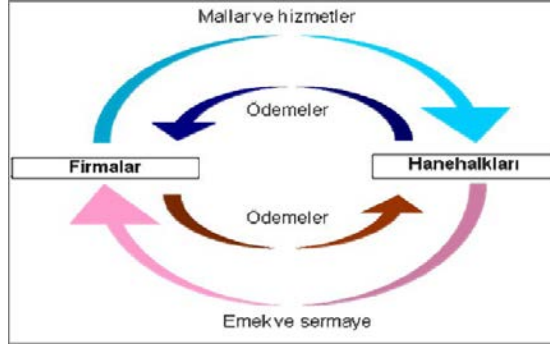 Mallar ve hizmetler
Ödemeler
Firmalar
Hanehalkları
Ödemeler
Emek ve sermaye